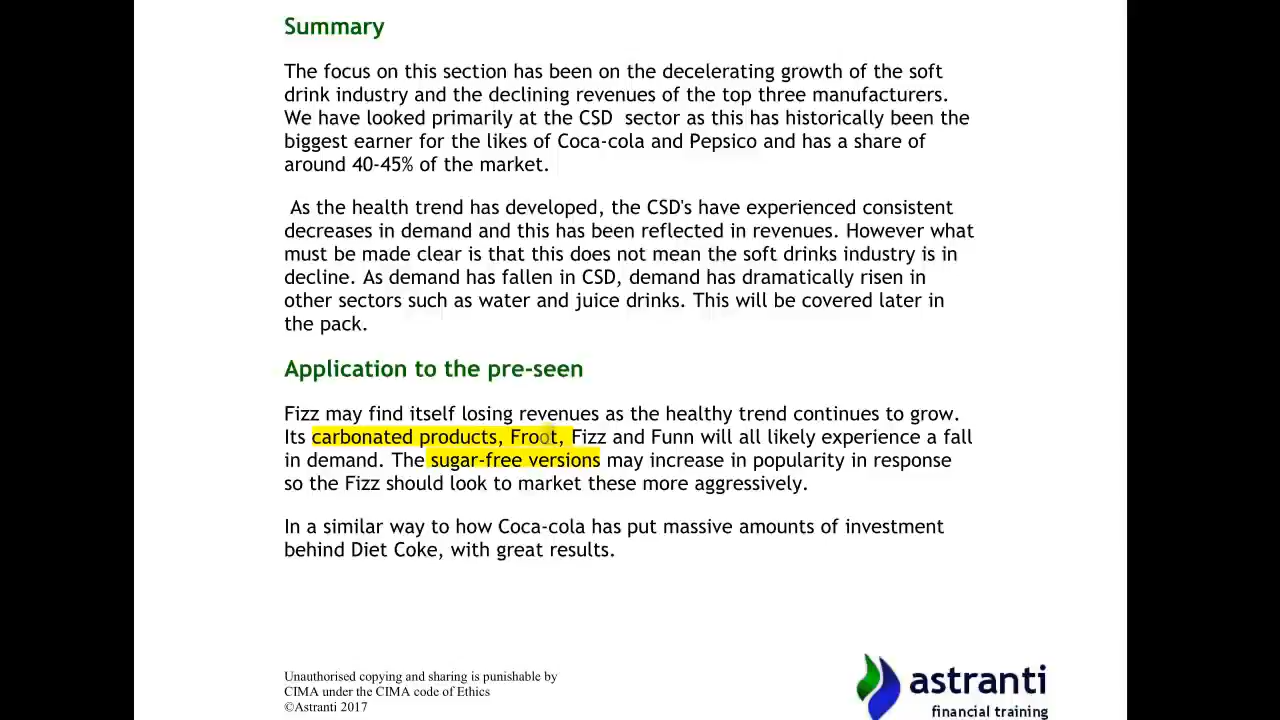 Summary
The focus on this section has been on the decelerating growth of the soft
drink industry and the declining revenues of the top three manufacturers.
We have looked primarily at the CSD  sector as this has historically been the
biggest earner for the likes of Coca-cola and Pepsico and has a share of
around 40-45% of the market.
As the health trend has developed, the CSD's have experienced consistent
decreases in demand and this has been reflected in revenues. However what
must be made clear is that this does not mean the soft drinks industry is in
decline. As demand has fallen in CSD, demand has dramatically risen in
other sectors such as water and juice drinks. This will be covered later in
the pack.
Application to the pre-seen
Fizz may find itself losing revenues as the healthy trend continues to grow.
Its carbonated products, Froot, Fizz and Funn will all likely experience a fall
in demand. The sugar-free versions may increase in popularity in response
so the Fizz should look to market these more aggressively.
In a similar way to how Coca-cola has put massive amounts of investment
behind Diet Coke, with great results.
Unauthorised copying and sharing is punishable by
CIMA under the CIMA code of Ethics
©Astranti 2017
astranti
financial training